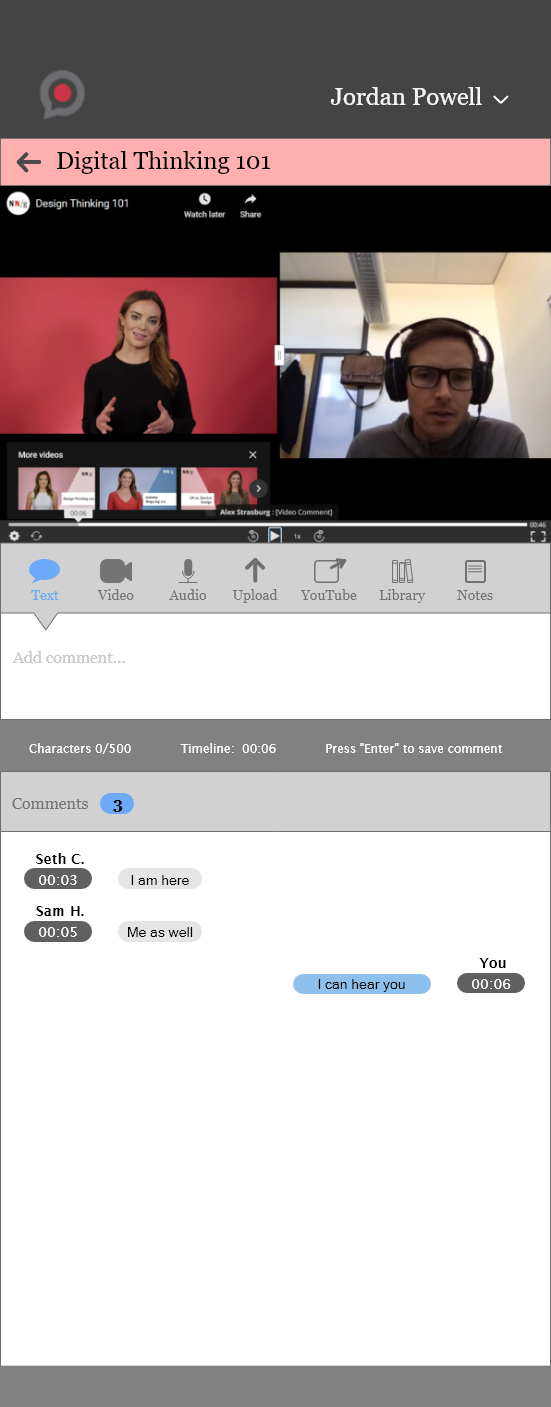 Jordan Powell
Digital Thinking 101
NN/g Design Thinking 101
Watch later Share
More videos
NN/g NN/g NN/g
Design Thinking 101
Journey Mapping 101
UX vs. Service Design
00:06
Alex Strasburg : [Video Comment]
00:46
1x
Text Video Audio Upload YouTube Library Notes
Add comment...
Characters 0/500 Timeline: 00:06 Press "Enter" to save comment
Comments 3
Seth C.
00:03 I am here
Sam H.
00:05 Me as well
You
I can hear you 00:06